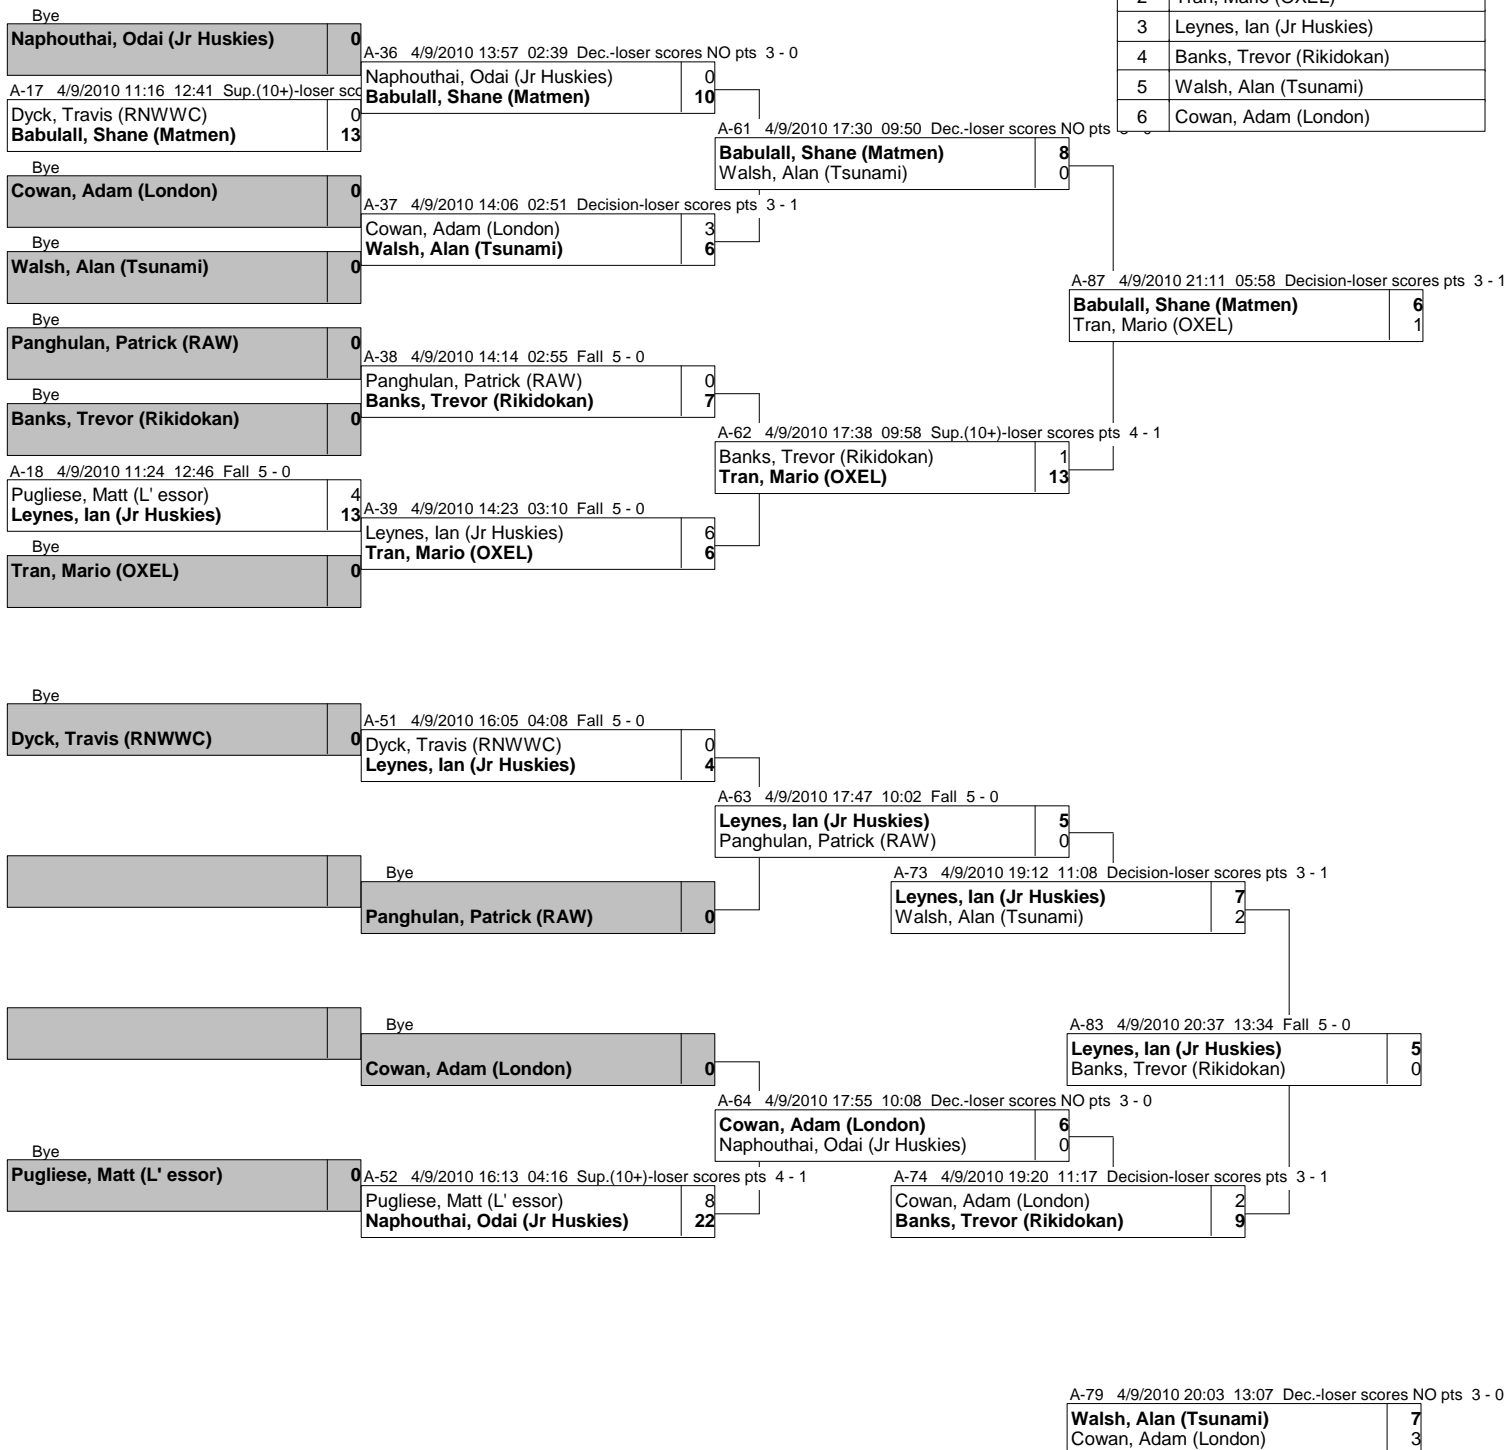 2 Tran, Mario (OXEL)
3 Leynes, Ian (Jr Huskies)
4 Banks, Trevor (Rikidokan)
5 Walsh, Alan (Tsunami)
6 Cowan, Adam (London)
Bye
Naphouthai, Odai (Jr Huskies) 0
A-17 4/9/2010 11:16 12:41 Sup.(10+)-loser sco
Dyck, Travis (RNWWC) 0
Babulall, Shane (Matmen) 13
Bye
Cowan, Adam (London) 0
Bye
Walsh, Alan (Tsunami) 0
Bye
Panghulan, Patrick (RAW) 0
Bye
Banks, Trevor (Rikidokan) 0
A-18 4/9/2010 11:24 12:46 Fall 5 - 0
Pugliese, Matt (L' essor) 4
Leynes, Ian (Jr Huskies) 13
Bye
Tran, Mario (OXEL) 0
A-36 4/9/2010 13:57 02:39 Dec.-loser scores NO pts 3 - 0
Naphouthai, Odai (Jr Huskies) 0
Babulall, Shane (Matmen) 10
A-37 4/9/2010 14:06 02:51 Decision-loser scores pts 3 - 1
Cowan, Adam (London) 3
Walsh, Alan (Tsunami) 6
A-38 4/9/2010 14:14 02:55 Fall 5 - 0
Panghulan, Patrick (RAW) 0
Banks, Trevor (Rikidokan) 7
A-39 4/9/2010 14:23 03:10 Fall 5 - 0
Leynes, Ian (Jr Huskies) 6
Tran, Mario (OXEL) 6
A-61 4/9/2010 17:30 09:50 Dec.-loser scores NO pts
Babulall, Shane (Matmen) 8
Walsh, Alan (Tsunami) 0
A-62 4/9/2010 17:38 09:58 Sup.(10+)-loser scores pts 4 - 1
Banks, Trevor (Rikidokan) 1
Tran, Mario (OXEL) 13
A-87 4/9/2010 21:11 05:58 Decision-loser scores pts 3 - 1
Babulall, Shane (Matmen) 6
Tran, Mario (OXEL) 1
Bye
Dyck, Travis (RNWWC) 0
Bye
Pugliese, Matt (L' essor) 0
A-51 4/9/2010 16:05 04:08 Fall 5 - 0
Dyck, Travis (RNWWC) 0
Leynes, Ian (Jr Huskies) 4
Bye
Panghulan, Patrick (RAW) 0
Bye
Cowan, Adam (London) 0
A-52 4/9/2010 16:13 04:16 Sup.(10+)-loser scores pts 4 - 1
Pugliese, Matt (L' essor) 8
Naphouthai, Odai (Jr Huskies) 22
A-63 4/9/2010 17:47 10:02 Fall 5 - 0
Leynes, Ian (Jr Huskies) 5
Panghulan, Patrick (RAW) 0
A-64 4/9/2010 17:55 10:08 Dec.-loser scores NO pts 3 - 0
Cowan, Adam (London) 6
Naphouthai, Odai (Jr Huskies) 0
A-73 4/9/2010 19:12 11:08 Decision-loser scores pts 3 - 1
Leynes, Ian (Jr Huskies) 7
Walsh, Alan (Tsunami) 2
A-74 4/9/2010 19:20 11:17 Decision-loser scores pts 3 - 1
Cowan, Adam (London) 2
Banks, Trevor (Rikidokan) 9
A-83 4/9/2010 20:37 13:34 Fall 5 - 0
Leynes, Ian (Jr Huskies) 5
Banks, Trevor (Rikidokan) 0
A-79 4/9/2010 20:03 13:07 Dec.-loser scores NO pts 3 - 0
Walsh, Alan (Tsunami) 7
Cowan, Adam (London) 3